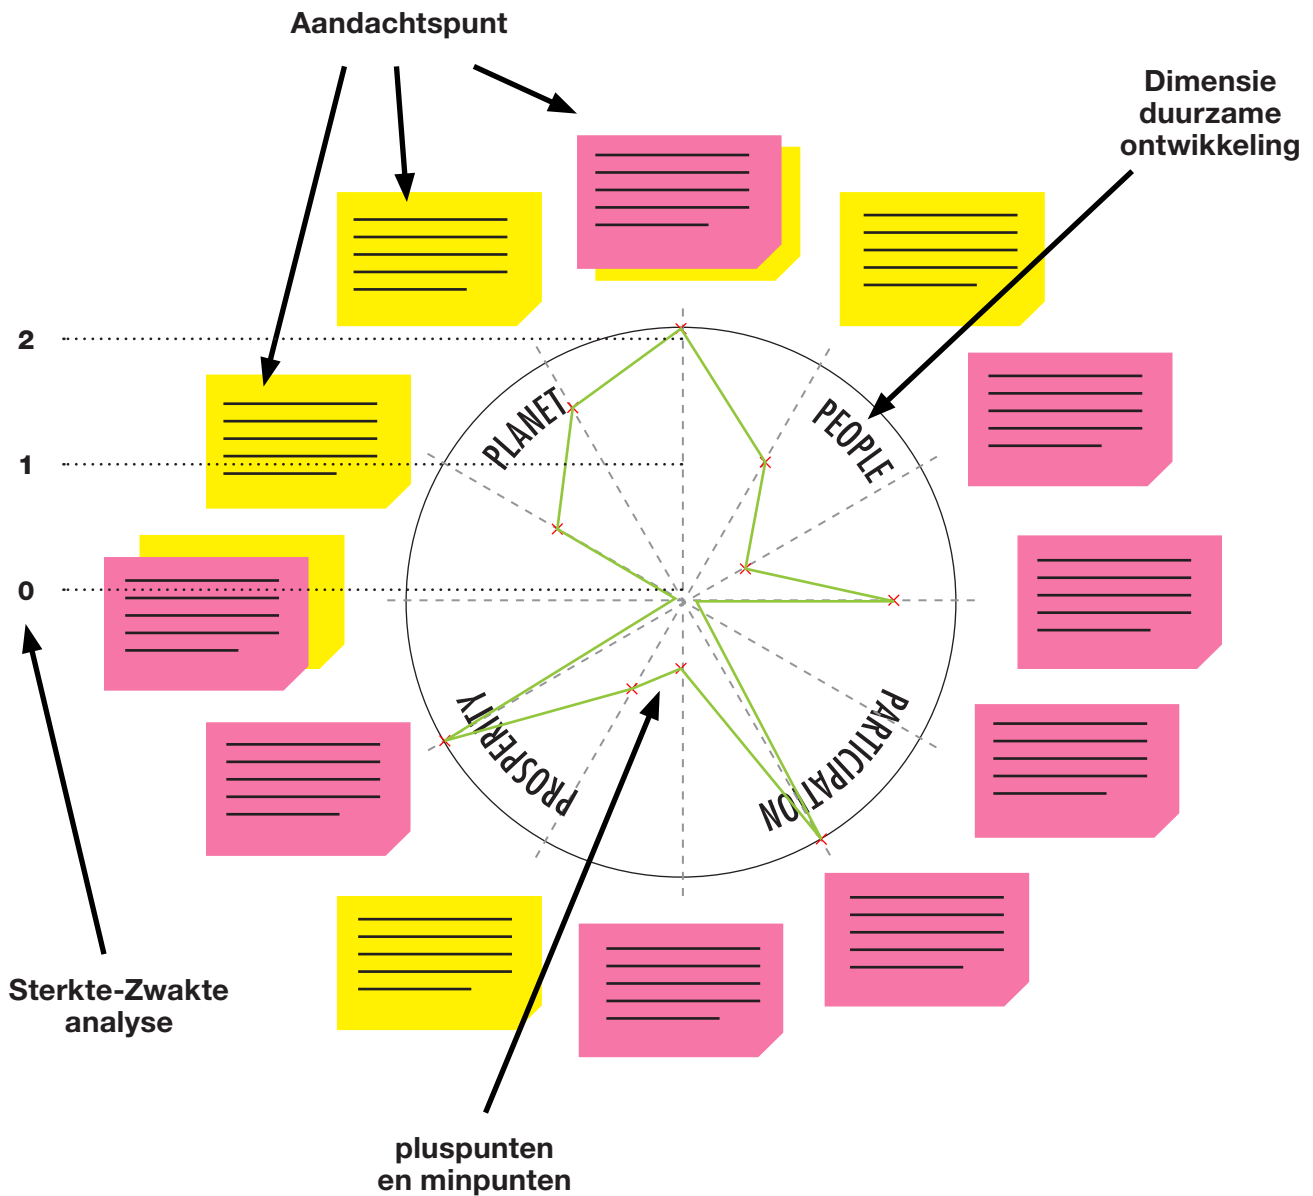 Aandachtspunt
Dimensie
duurzame
ontwikkeling
2
PLANET
PEOPLE
1
0
PROSPERITY
PARTICIPATION
Sterkte-Zwakte
analyse
pluspunten
en minpunten